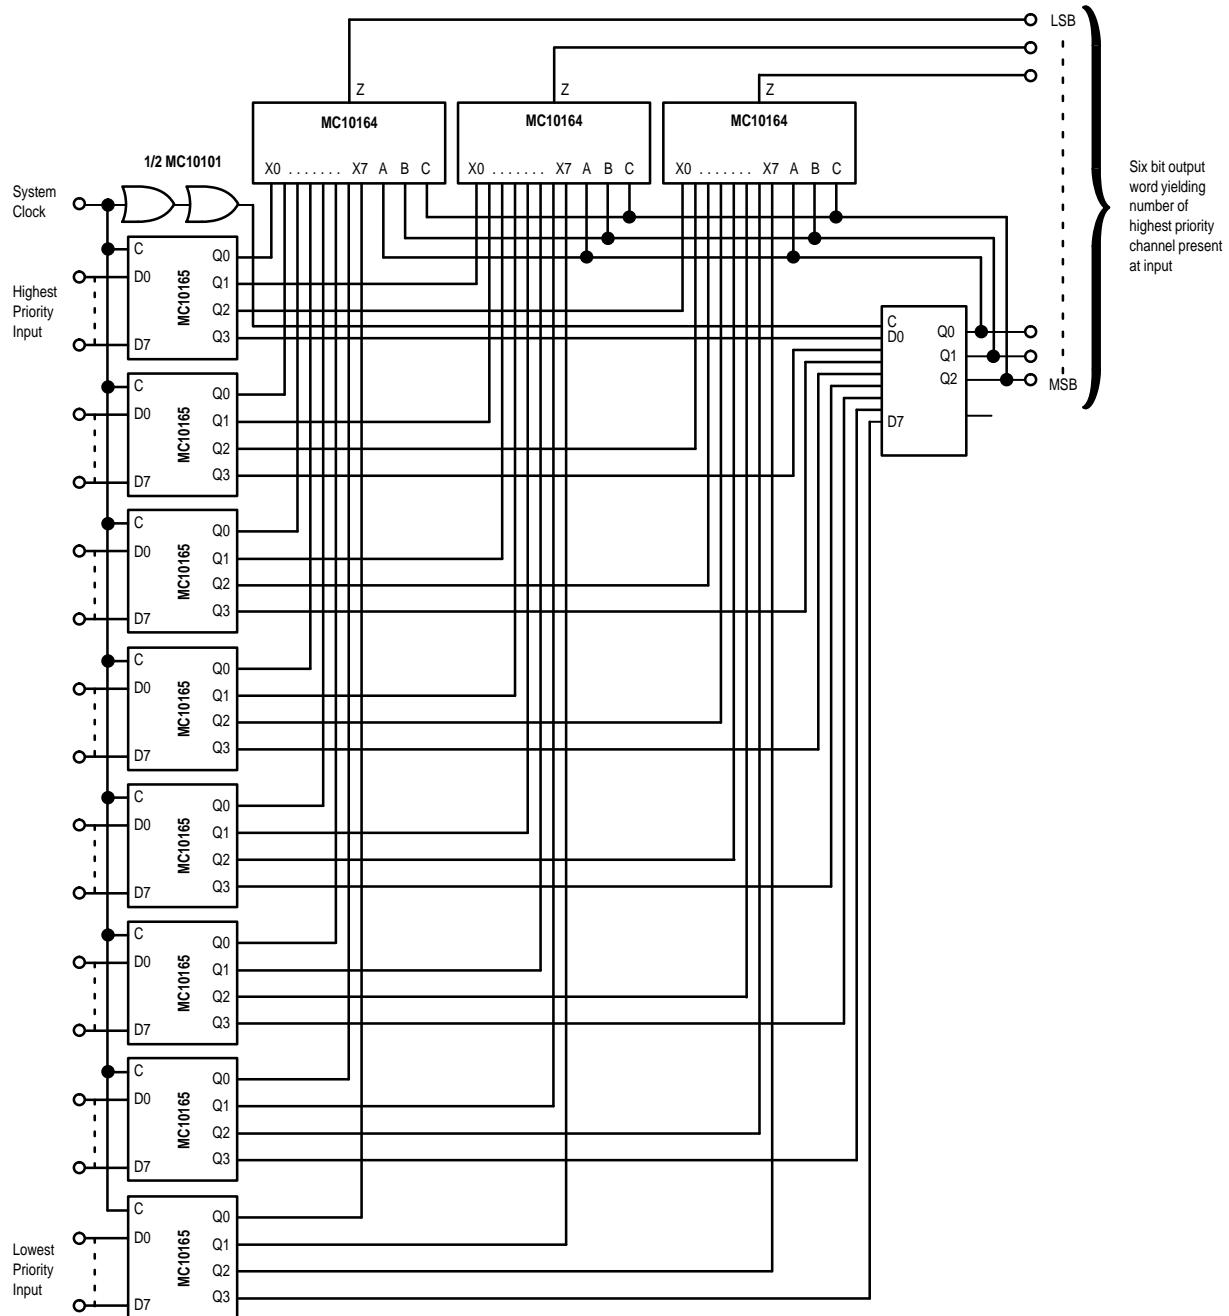 LSB
Z Z Z
MC10164 MC10164 MC10164
1/2 MC10101
X0 . . . . . . . X7 A B C X0 . . . . . . . X7 A B C X0 . . . . . . . X7 A B C
System
Clock
Six bit output
word yielding
number of
highest priority
channel present
at input
C
D0
D7
MC10165
Q0
Q1
Q2
Q3
Highest
Priority
Input
C
D0
D7
Q0
Q1
Q2
MSB
C
D0
D7
MC10165
Q0
Q1
Q2
Q3
C
D0
D7
MC10165
Q0
Q1
Q2
Q3
C
D0
D7
MC10165
Q0
Q1
Q2
Q3
C
D0
D7
MC10165
Q0
Q1
Q2
Q3
C
D0
D7
MC10165
Q0
Q1
Q2
Q3
C
D0
D7
MC10165
Q0
Q1
Q2
Q3
C
D0
D7
MC10165
Q0
Q1
Q2
Q3
Lowest
Priority
Input